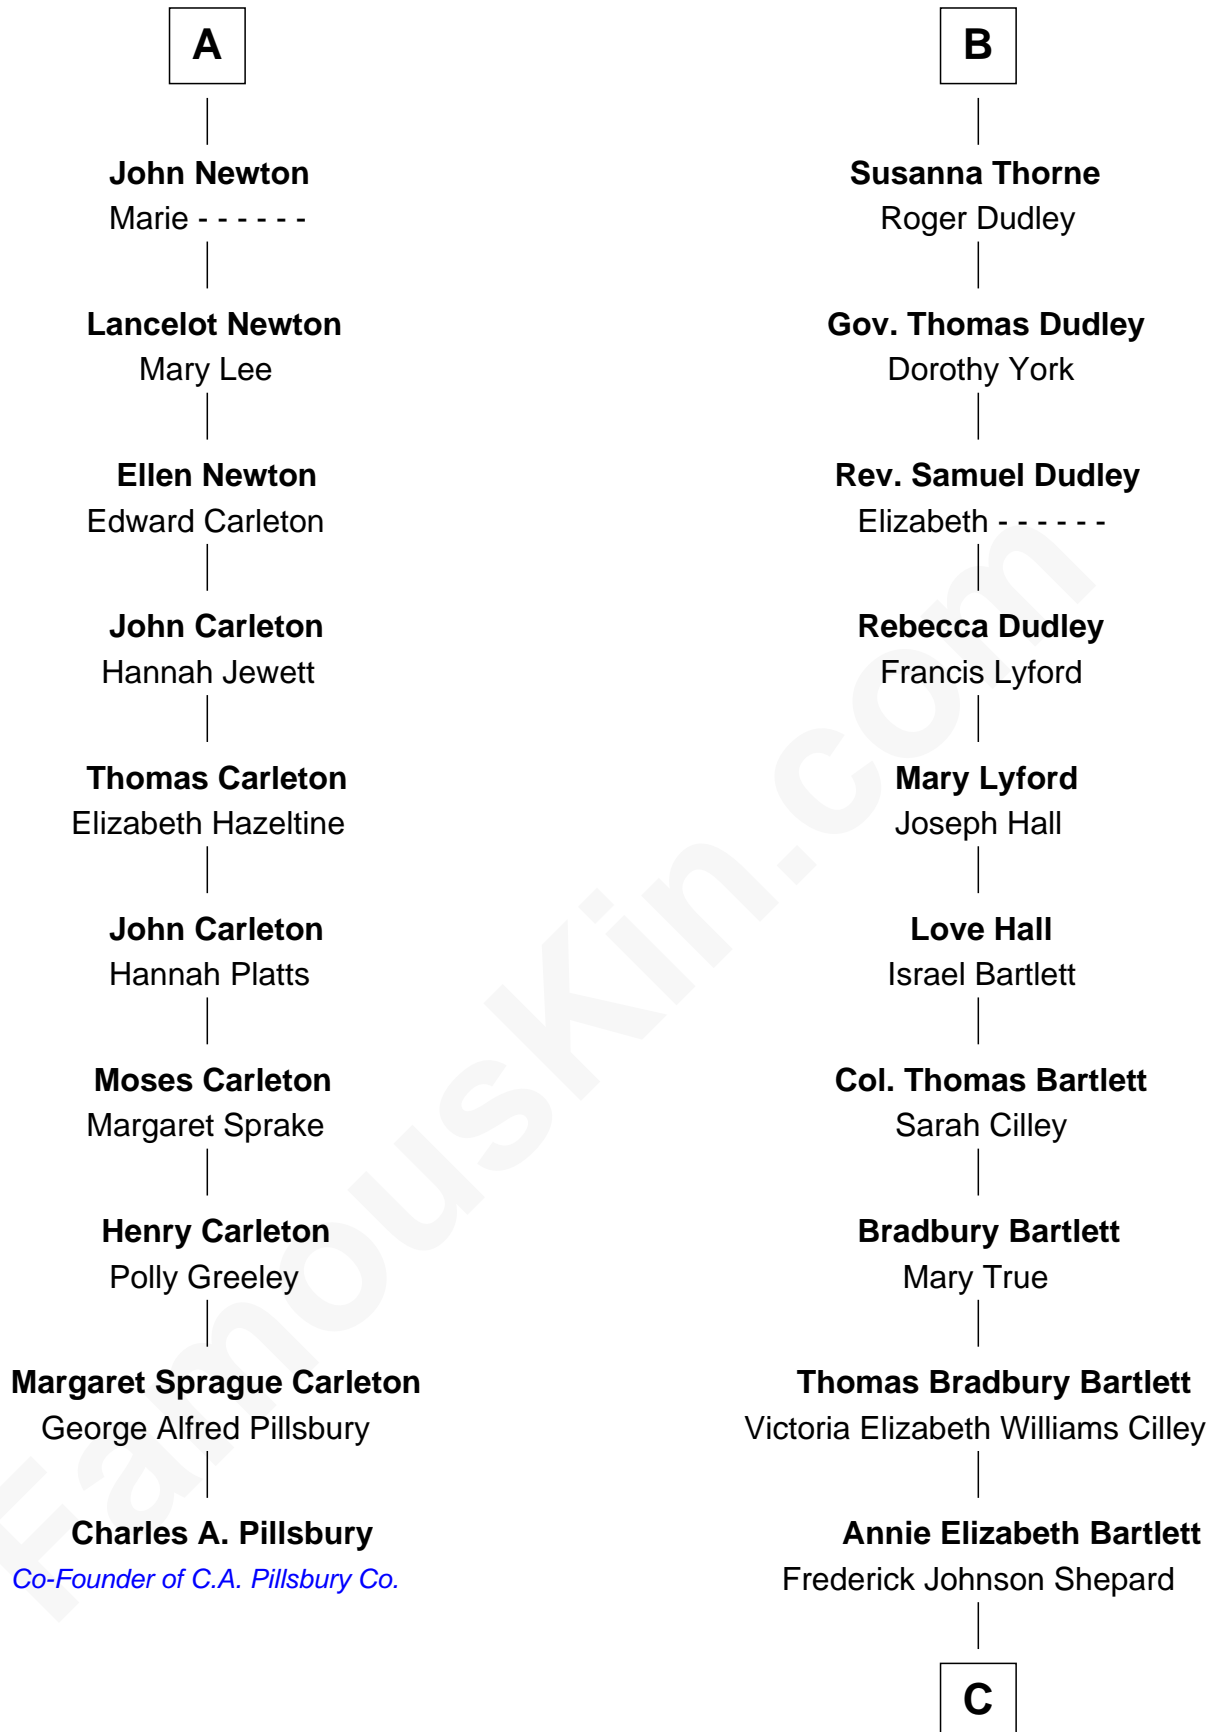 A
John Newton
Marie - - - - - -
Lancelot Newton
Mary Lee
Ellen Newton
Edward Carleton
John Carleton
Hannah Jewett
Thomas Carleton
Elizabeth Hazeltine
John Carleton
Hannah Platts
Moses Carleton
Margaret Sprake
Henry Carleton
Polly Greeley
Margaret Sprague Carleton
George Alfred Pillsbury
Charles A. Pillsbury
Co-Founder of C.A. Pillsbury Co.
B
Susanna Thorne
Roger Dudley
Gov. Thomas Dudley
Dorothy York
Rev. Samuel Dudley
Elizabeth - - - - - -
Rebecca Dudley
Francis Lyford
Mary Lyford
Joseph Hall
Love Hall
Israel Bartlett
Col. Thomas Bartlett
Sarah Cilley
Bradbury Bartlett
Mary True
Thomas Bradbury Bartlett
Victoria Elizabeth Williams Cilley
Annie Elizabeth Bartlett
Frederick Johnson Shepard
C
FamousKin.com